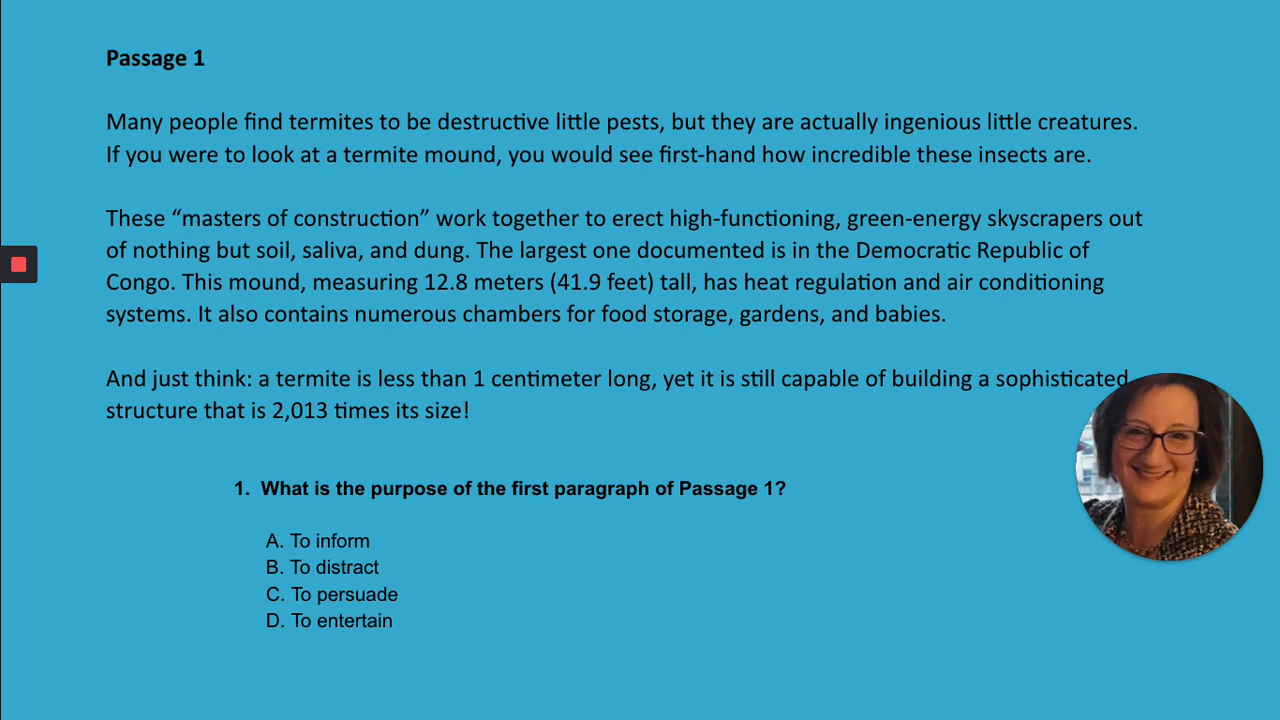 Passage 1
Many people find termites to be destructive little pests, but they are actually ingenious little creatures.
If you were to look at a termite mound, you would see first-hand how incredible these insects are.
These “masters of construction” work together to erect high-functioning, green-energy skyscrapers out
of nothing but soil, saliva, and dung. The largest one documented is in the Democratic Republic of
Congo. This mound, measuring 12.8 meters (41.9 feet) tall, has heat regulation and air conditioning
systems. It also contains numerous chambers for food storage, gardens, and babies.
And just think: a termite is less than 1 centimeter long, yet it is still capable of building a sophisticated
structure that is 2,013 times its size!
1. What is the purpose of the first paragraph of Passage 1?
A. To inform
B. To distract
C. To persuade
D. To entertain